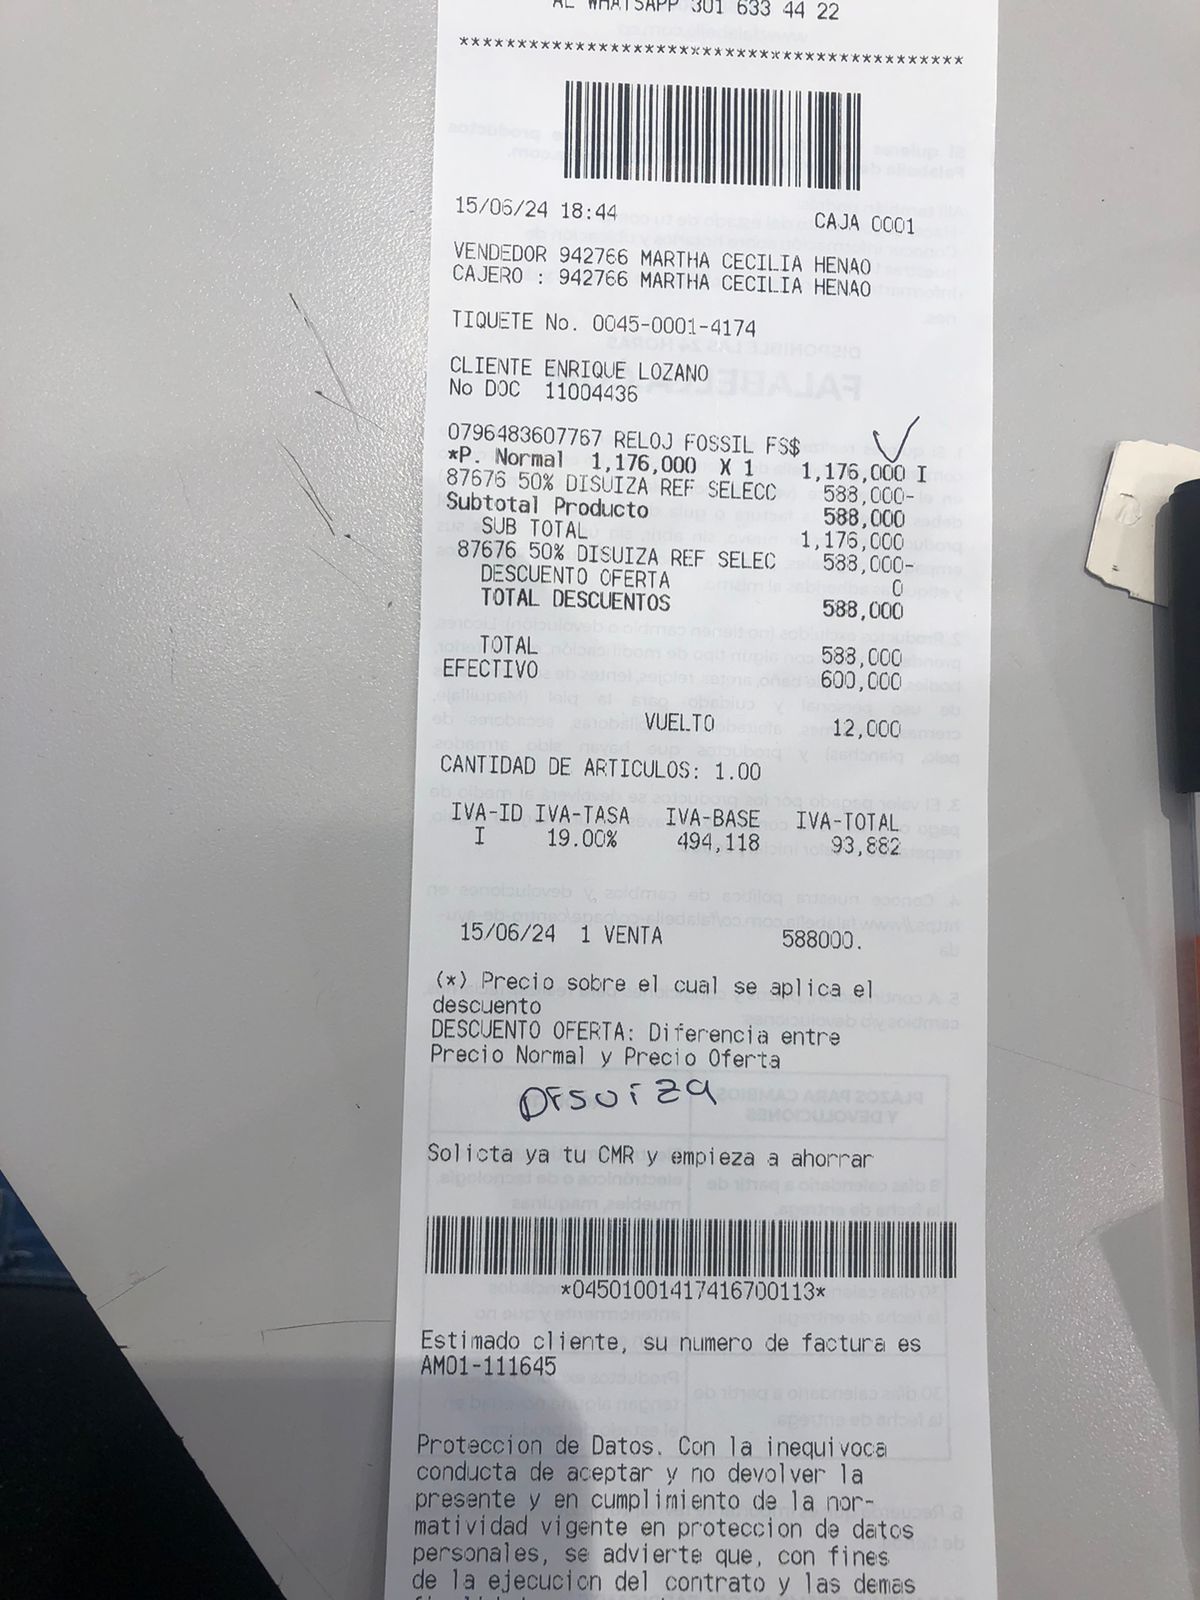 AL WHATSAPP 301 633 44 22
*******************************************
15/06/24 18:44 CAJA 0001
VENDEDOR 942766 MARTHA CECILIA HENAO
CAJERO : 942766 MARTHA CECILIA HENAO
TIQUETE No. 0045-0001-4174
CLIENTE ENRIQUE LOZANO
No DOC 11004436
0796483607767 RELOJ FOSSIL FS$
*P. Normal 1,176,000 X 1 1,176,000 I
87676 50% DISUIZA REF SELECC 588,000-
Subtotal Producto 588,000
SUB TOTAL 1,176,000
87676 50% DISUIZA REF SELEC 588,000-
DESCUENTO OFERTA 0
TOTAL DESCUENTOS 588,000
TOTAL 588,000
EFECTIVO 600,000
VUELTO 12,000
CANTIDAD DE ARTICULOS: 1.00
IVA-ID IVA-TASA IVA-BASE IVA-TOTAL
I 19.00% 494,118 93,882
15/06/24 1 VENTA 588000.
(*) Precio sobre el cual se aplica el
descuento
DESCUENTO OFERTA: Diferencia entre
Precio Normal y Precio Oferta
Disuiza
Solicta ya tu CMR y empieza a ahorrar
*04501001417416700113*
Estimado cliente, su numero de factura es
AM01-111645
Proteccion de Datos. Con la inequivoca
conducta de aceptar y no devolver la
presente y en cumplimiento de la nor-
matividad vigente en proteccion de datos
personales, se advierte que, con fines
de la ejecucion del contrato y las demas